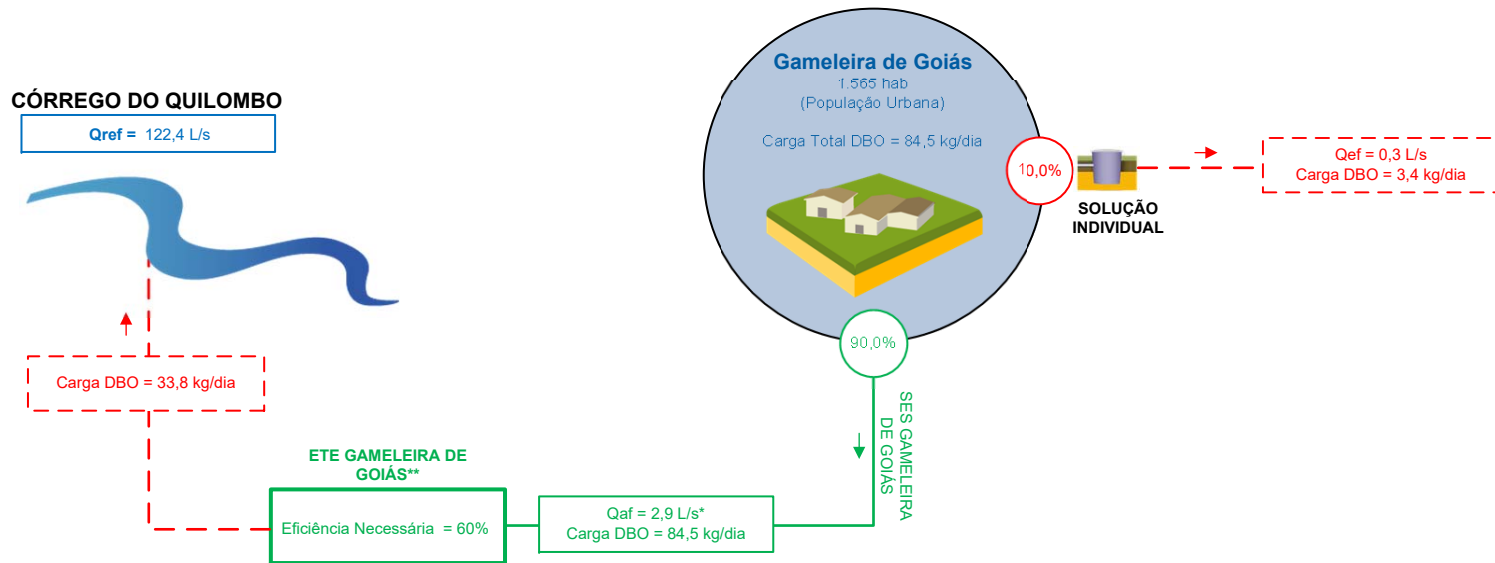 Gameleira de Goiás
1.565 hab
(População Urbana)
Carga Total DBO = 84,5 kg/dia
CÓRREGO DO QUILOMBO
Qref = 122,4 L/s
10,0%
SOLUÇÃO
INDIVIDUAL
Qef = 0,3 L/s
Carga DBO = 3,4 kg/dia
90,0%
SES GAMELEIRA
DE GOIÁS
Carga DBO = 33,8 kg/dia
ETE GAMELEIRA DE
GOIÁS**
Eficiência Necessária = 60%
Qaf = 2,9 L/s*
Carga DBO = 84,5 kg/dia